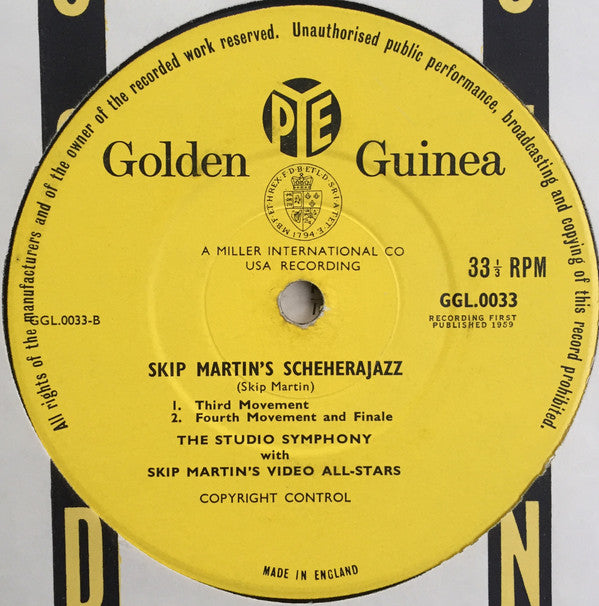 All rights of the manufacturers and of the owner of the recorded work reserved. Unauthorised public performance, broadcasting and copying of this record prohibited.
PYE
Golden Guinea
A MILLER INTERNATIONAL CO
USA RECORDING
33 1/3 RPM
GGL.0033
RECORDING FIRST
PUBLISHED 1959
GGL.0033-B
SKIP MARTIN'S SCHEHERAJAZZ
(Skip Martin)
1. Third Movement
2. Fourth Movement and Finale
THE STUDIO SYMPHONY
with
SKIP MARTIN'S VIDEO ALL-STARS
COPYRIGHT CONTROL
MADE IN ENGLAND
D
N